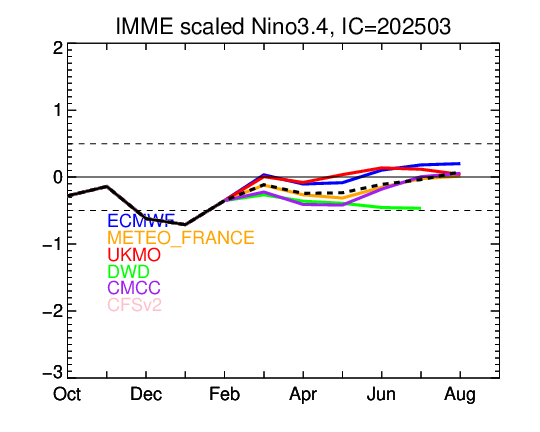 IMME scaled Nino3.4, IC=202503
2
1
0
−1
−2
−3
ECMWF
METEO_FRANCE
UKMO
DWD
CMCC
CFSv2
Oct Dec Feb Apr Jun Aug